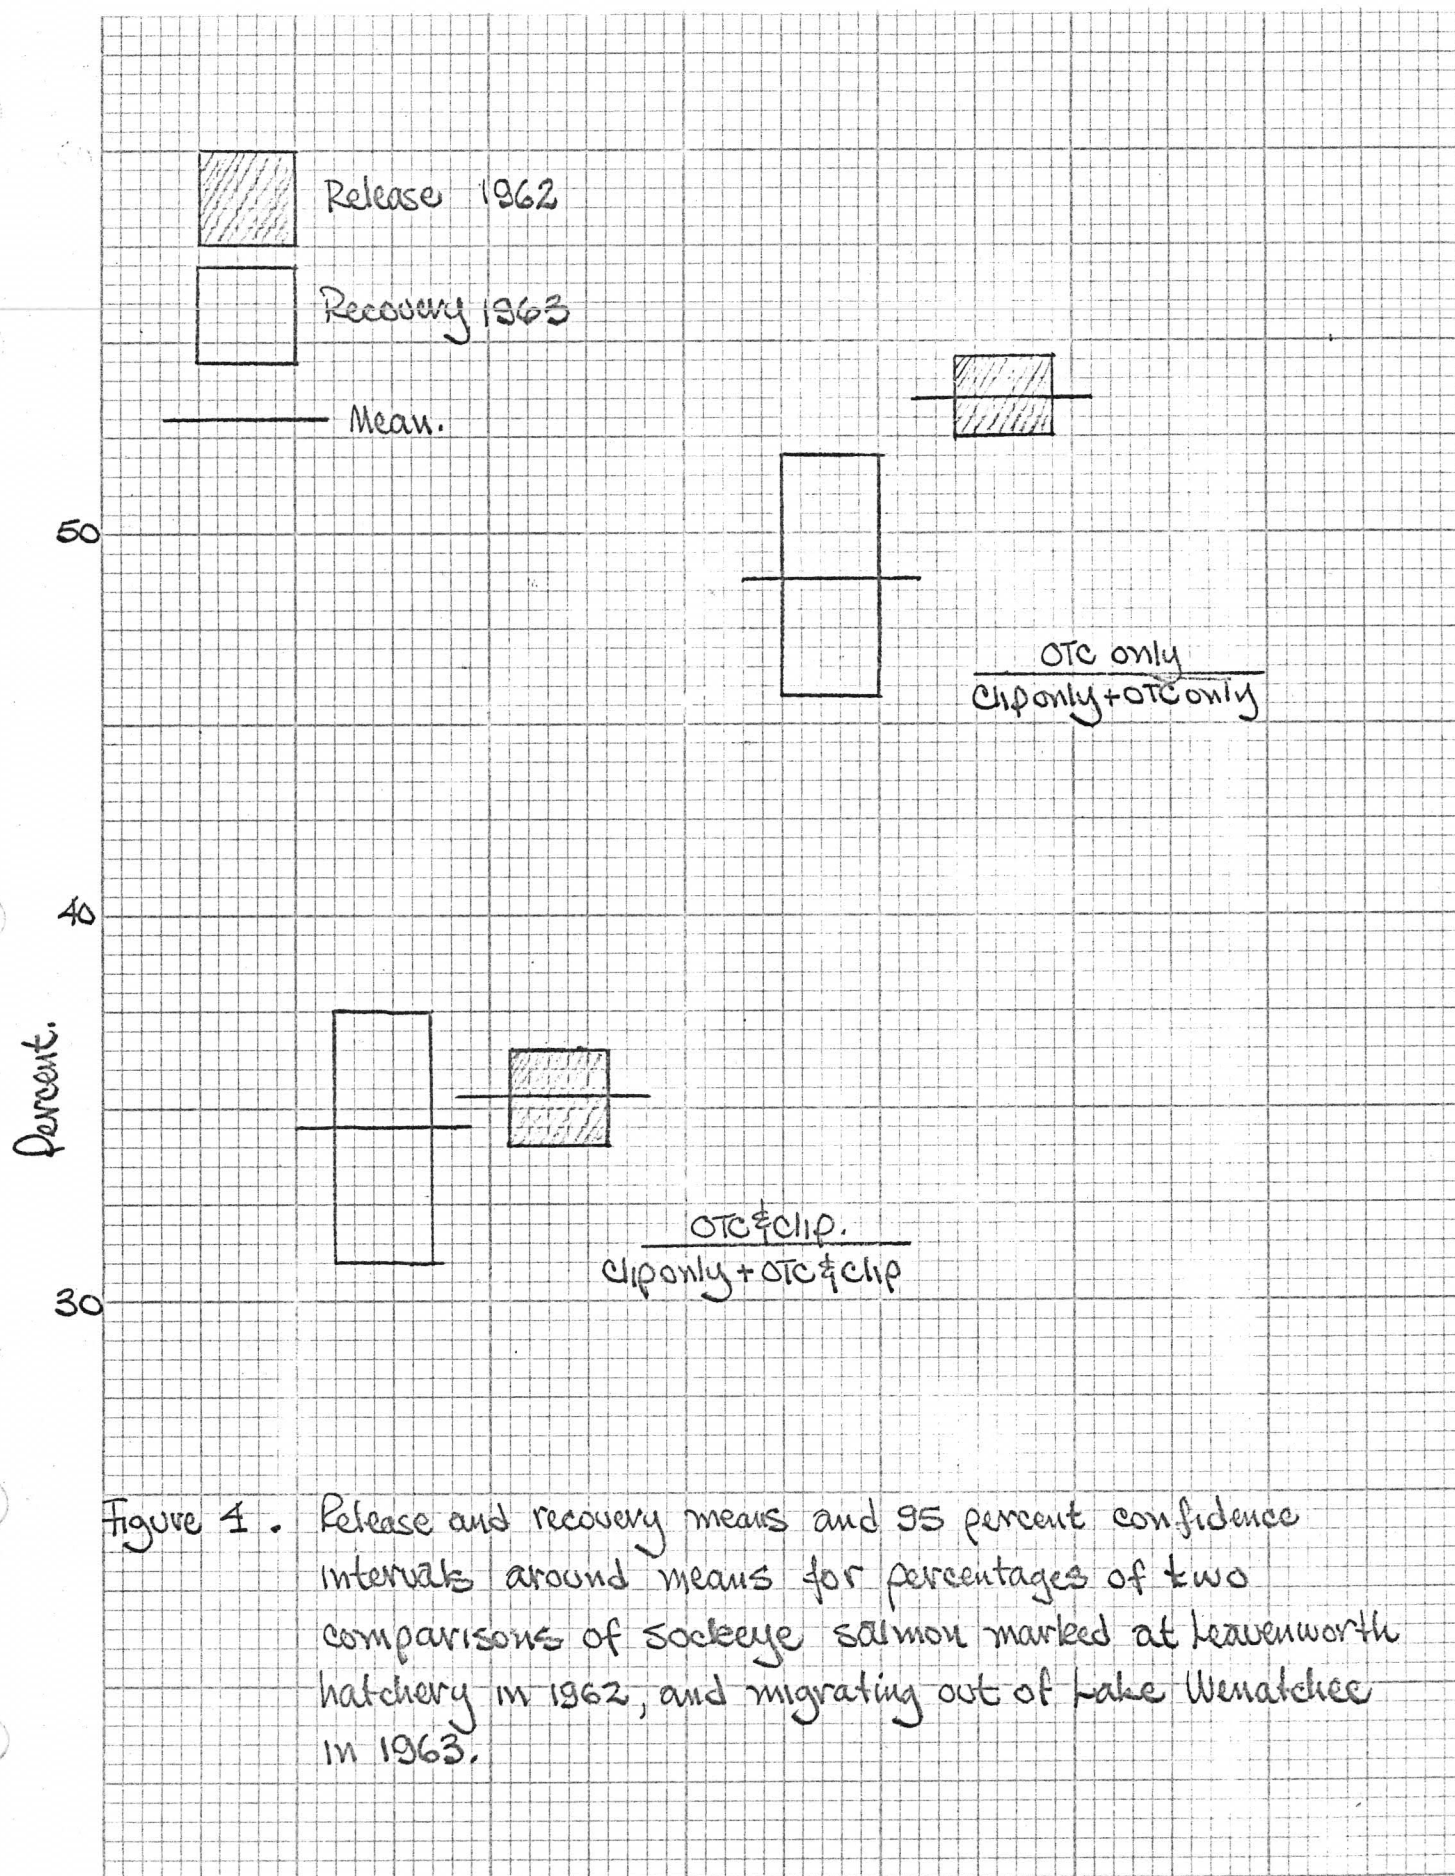 Release 1962
Recovery 1963
Mean.
50
OTC only
Clip only + OTC only
40
Percent.
OTC & Clip.
Clip only + OTC & Clip
30
Figure 4. Release and recovery means and 95 percent confidence
intervals around means for percentages of two
comparisons of sockeye salmon marked at Leavenworth
hatchery in 1962, and migrating out of Lake Wenatchee
in 1963.